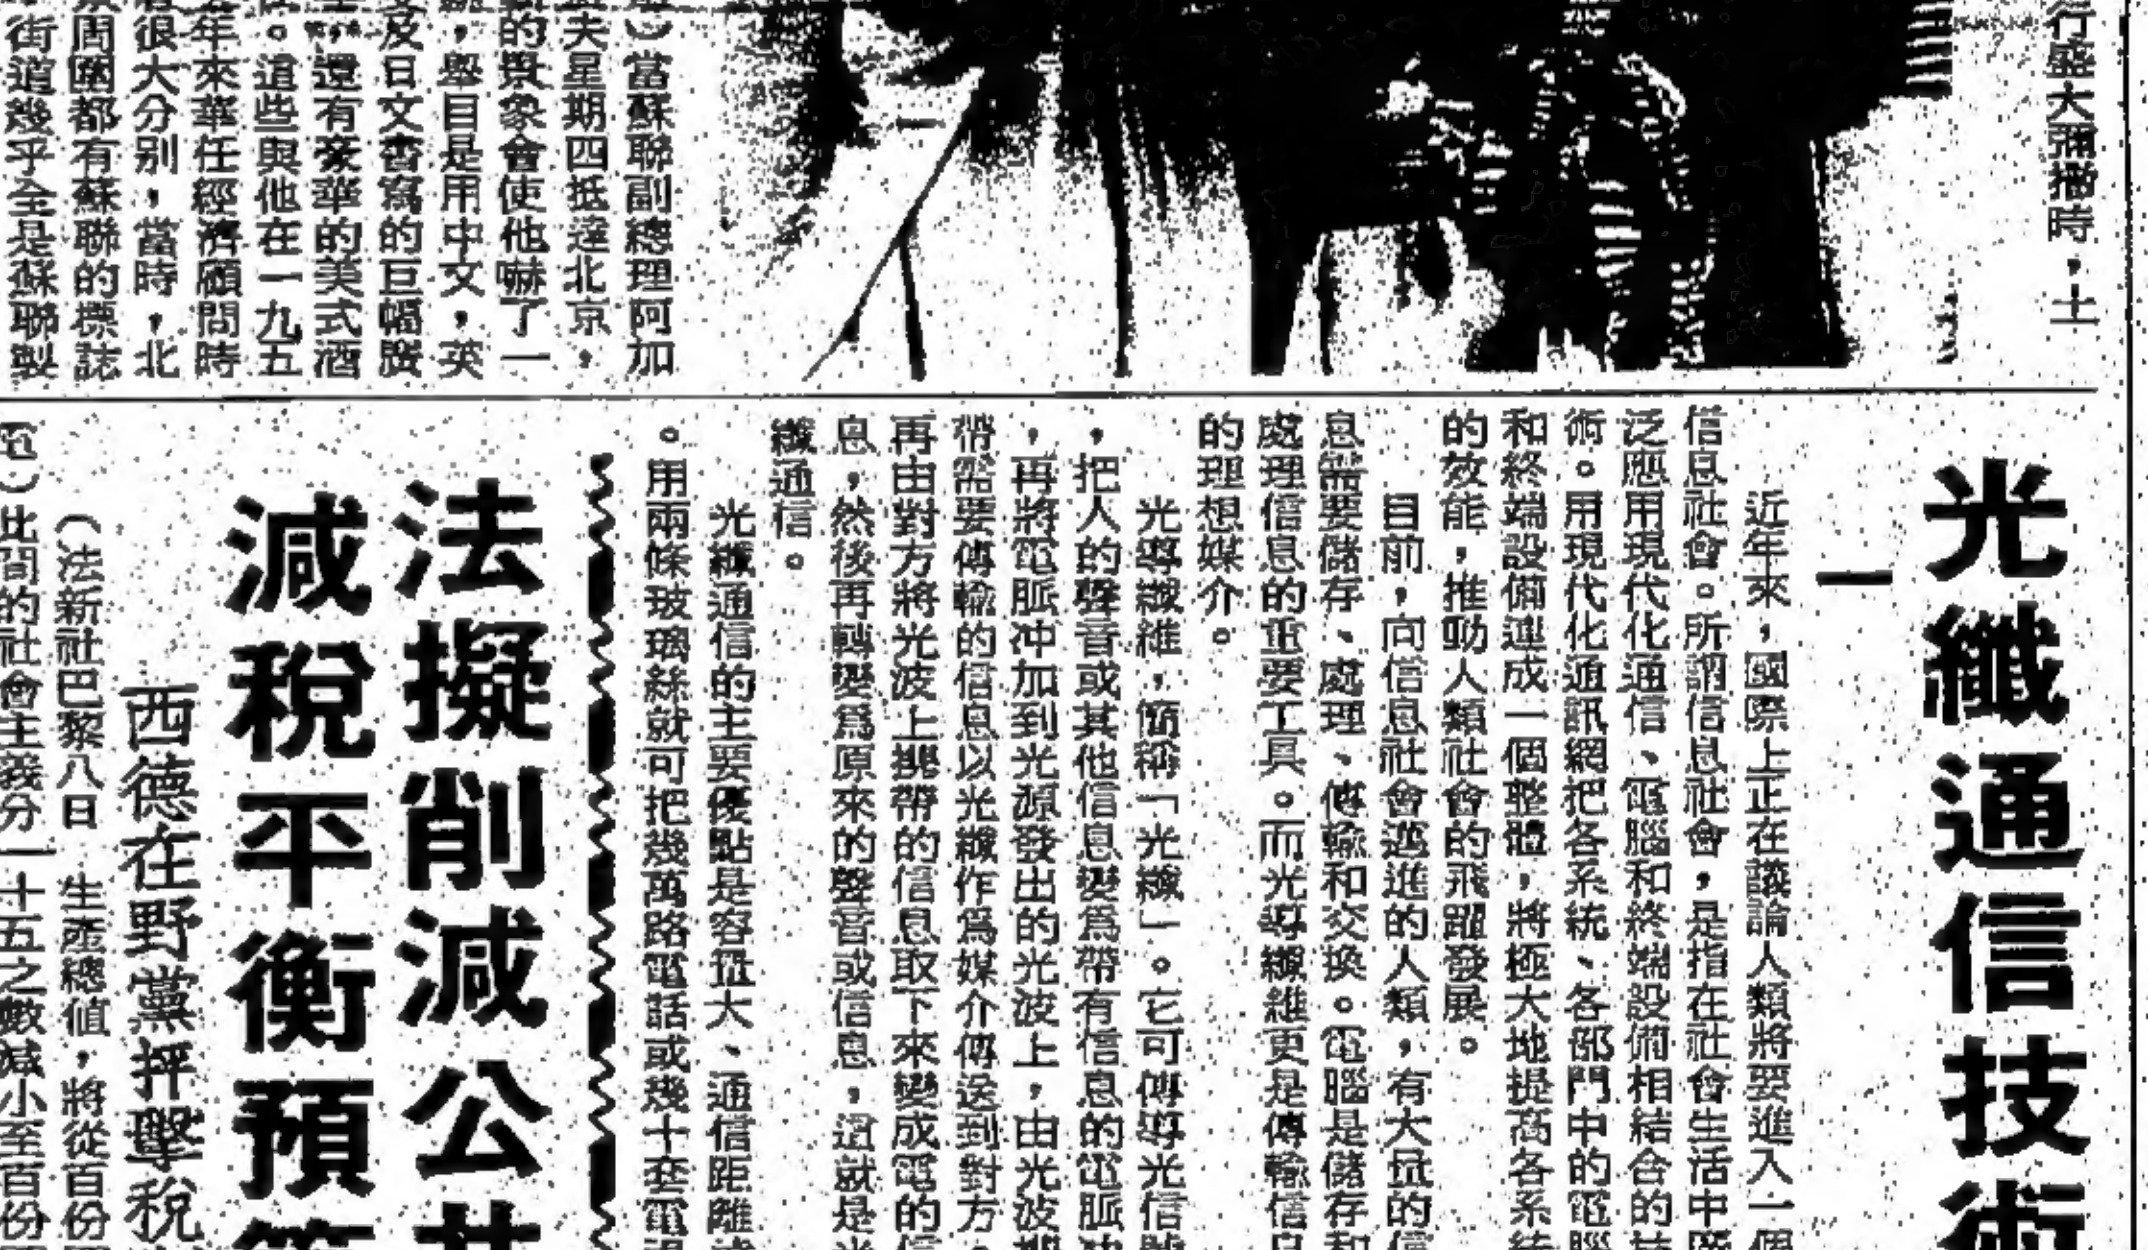 行盛大彌撒時，土
）當蘇聯副總理阿加
夫星期四抵達北京，
的景象會使他嚇了一
，舉目是用中文，英
及日文書寫的巨幅廣
還有豪華的美式酒
。這些與他在一九五
年來華任經濟顧問時
很大分別，當時，北
周圍都有蘇聯的標誌
街道幾乎全是蘇聯製
光纖通信技術
一
近年來，國際上正在議論人類將要進入一個
信息社會。所謂信息社會，是指在社會生活中廣
泛應用現代化通信、電腦和終端設備相結合的技
術。用現代化通訊網把各系統、各部門中的電腦
和終端設備連成一個整體，將極大地提高各系統
的效能，推動人類社會的飛躍發展。
目前，向信息社會邁進的人類，有大量的信
息需要儲存、處理、傳輸和交換。電腦是儲存和
處理信息的重要工具。而光導纖維更是傳輸信息
的理想媒介。
光導纖維，簡稱「光纖」。它可傳導光信號
，把人的聲音或其他信息變爲帶有信息的電脈沖
，再將電脈冲加到光源發出的光波上，由光波攜
帶需要傳輸的信息以光纖作爲媒介傳送到對方。
再由對方將光波上攜帶的信息取下來變成電的信
息，然後再轉變爲原來的聲音或信息，這就是光
纖通信。
光纖通信的主要優點是容量大、通信距離
。用兩條玻璃絲就可把幾萬路電話或幾十套電視
法擬削減公共
減稅平衡預算
西德在野黨抨擊稅
（法新社巴黎八日
生產總值，將從百份
電）此間的社會主義分
十五之數減小至百份